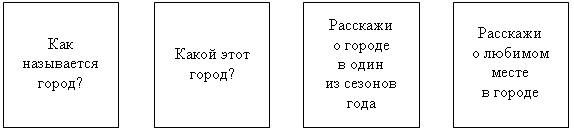 Как
называется
город?
Какой этот
город?
Расскажи
о городе
в один
из сезонов
года
Расскажи
о любимом
месте
в городе